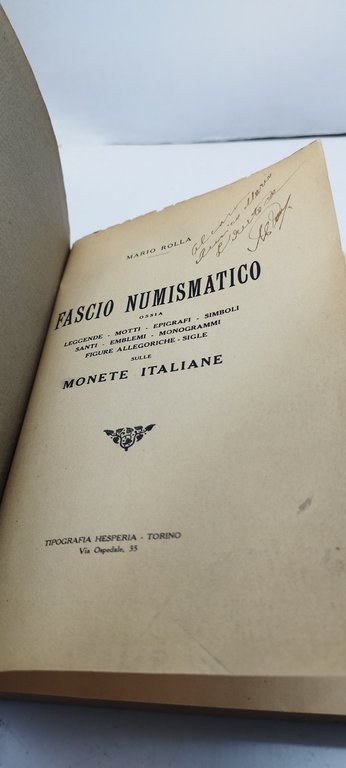 MARIO ROLLA
FASCIO NUMISMATICO
OSSIA
LEGGENDE - MOTTI - EPIGRAFI - SIMBOLI
SANTI - EMBLEMI - MONOGRAMMI
FIGURE ALLEGORICHE - SIGLE
SULLE
MONETE ITALIANE
TIPOGRAFIA HESPERIA - TORINO
Via Ospedale, 35